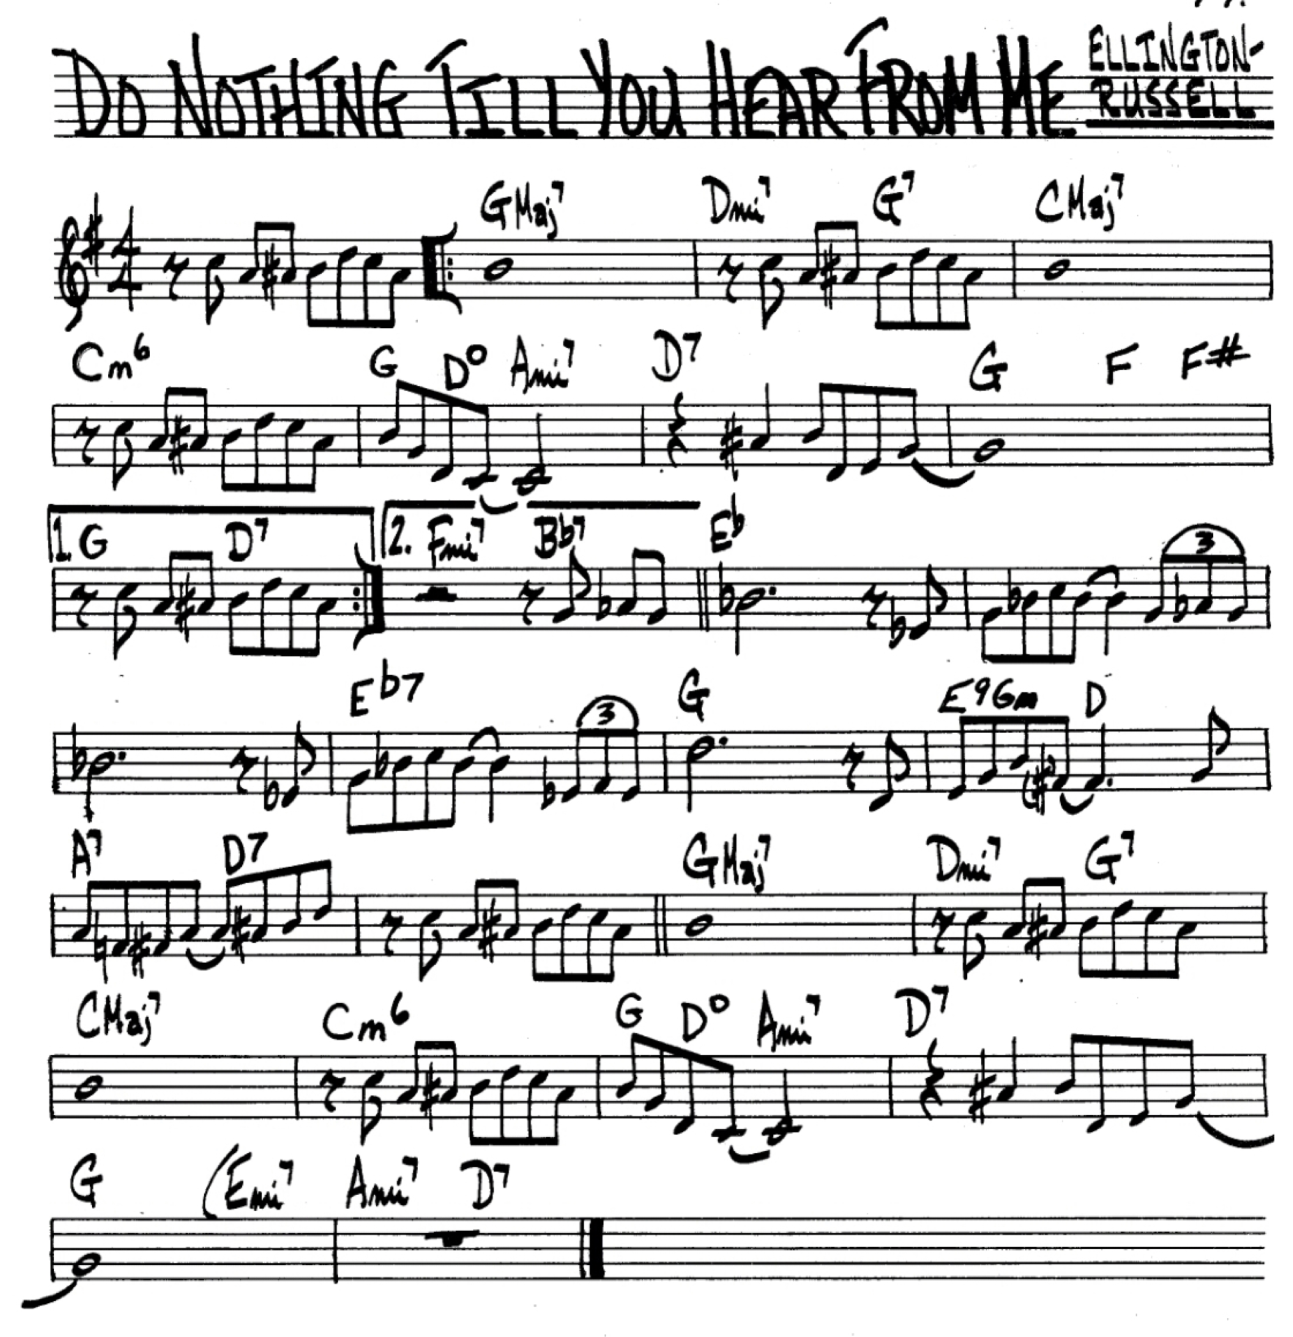 DO NOTHING TILL YOU HEAR FROM ME
ELLINGTON-
RUSSELL
GMaj7 Dmi7 G7 CMaj7
4
4
Cm6 G D° Ami7 D7 G F F#
1. G D7 2. Fmi7 Bb7 Eb
3
Eb7 G E9 Gm D
3
A7 D7 GMaj7 Dmi7 G7
CMaj7 Cm6 G D° Ami7 D7
G (Emi7 Ami7 D7